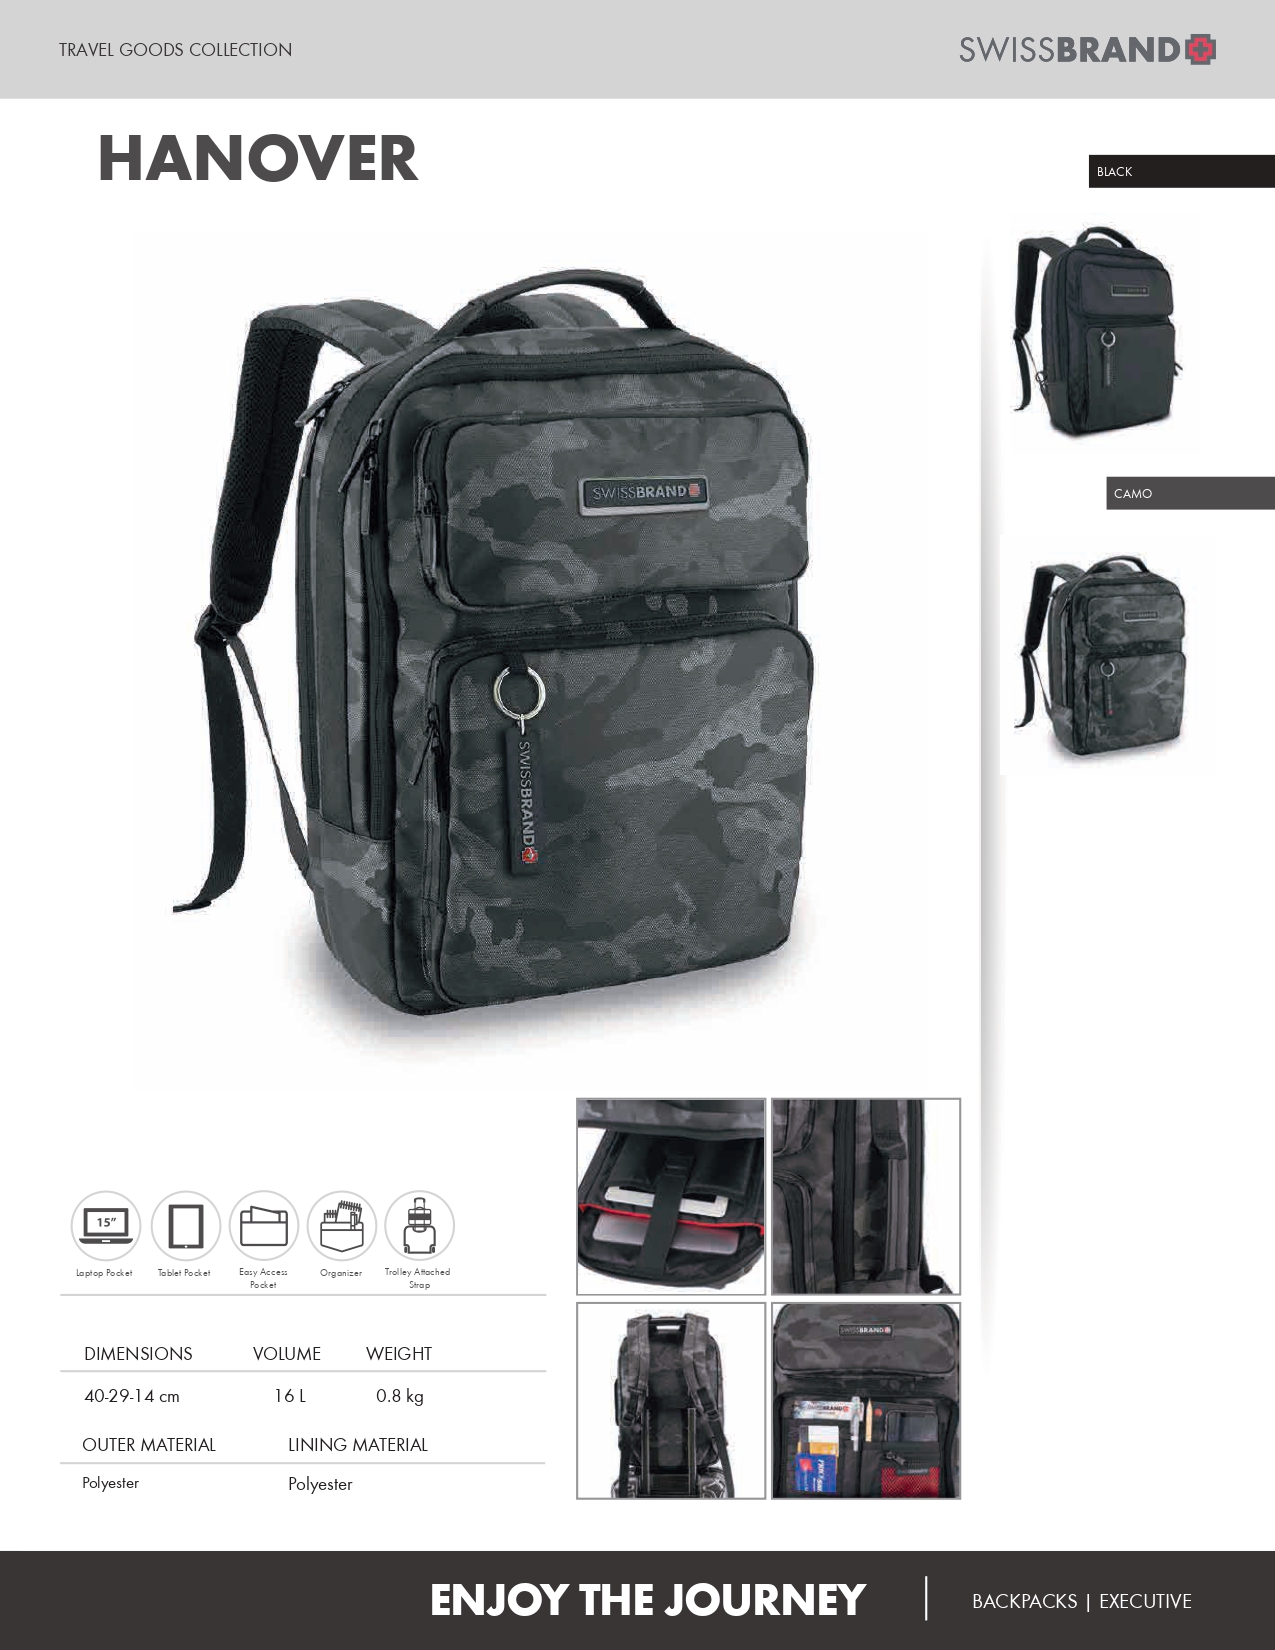 TRAVEL GOODS COLLECTION
SWISSBRAND
HANOVER
BLACK
CAMO
SWISSBRAND
SWISSBRAND
15”
Laptop Pocket
Tablet Pocket
Easy Access
Pocket
Organizer
Trolley Attached
Strap
SWISSBRAND
DIMENSIONS VOLUME WEIGHT
40-29-14 cm 16 L 0.8 kg
OUTER MATERIAL LINING MATERIAL
Polyester Polyester
ENJOY THE JOURNEY
BACKPACKS | EXECUTIVE